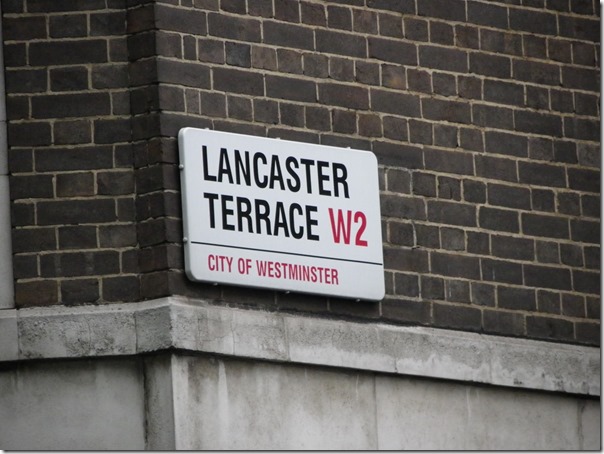 LANCASTER
TERRACE W2
CITY OF WESTMINSTER